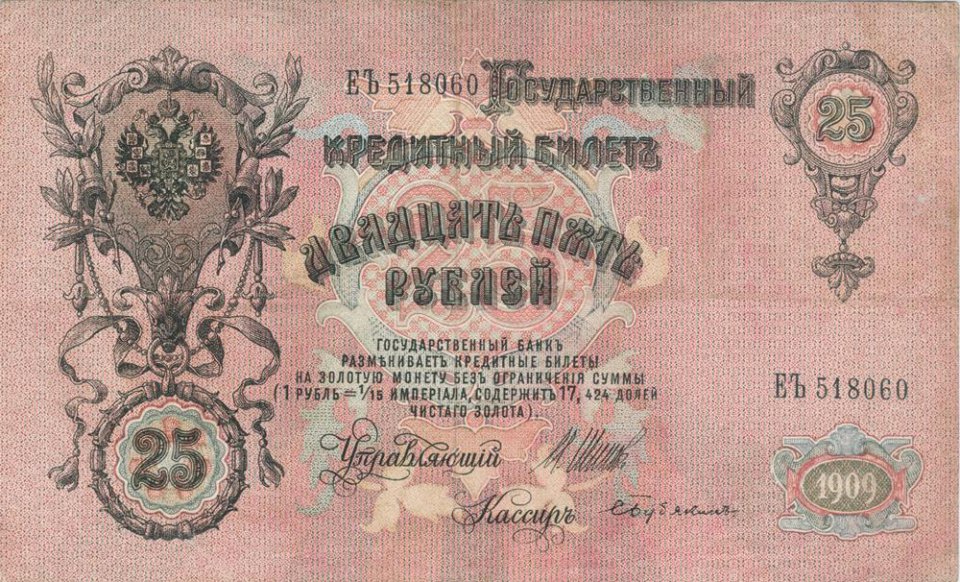 ЕЪ 518060 Государственный
25
Кредитный Билетъ
Двадцать Пять
Рублей
Государственный Банкъ
размѣниваетъ кредитные билеты
на золотую монету безъ ограниченія суммы
(1 рубль = 1/15 имперіала, содержитъ 17, 424 долей
чистаго золота).
ЕЪ 518060
25
Управляющій
1909
Кассиръ